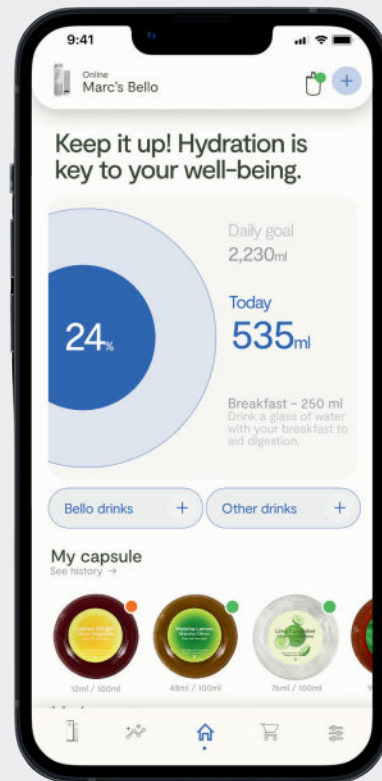 9:41
Online
Marc's Bello
Keep it up! Hydration is
key to your well-being.
Daily goal
2,230ml
24%
Today
535ml
Breakfast - 250 ml
Drink a glass of water
with your breakfast to
aid digestion.
Bello drinks +
Other drinks +
My capsule
See history →
Matcha Lemon
12ml / 100ml
48ml / 100ml
76ml / 100ml